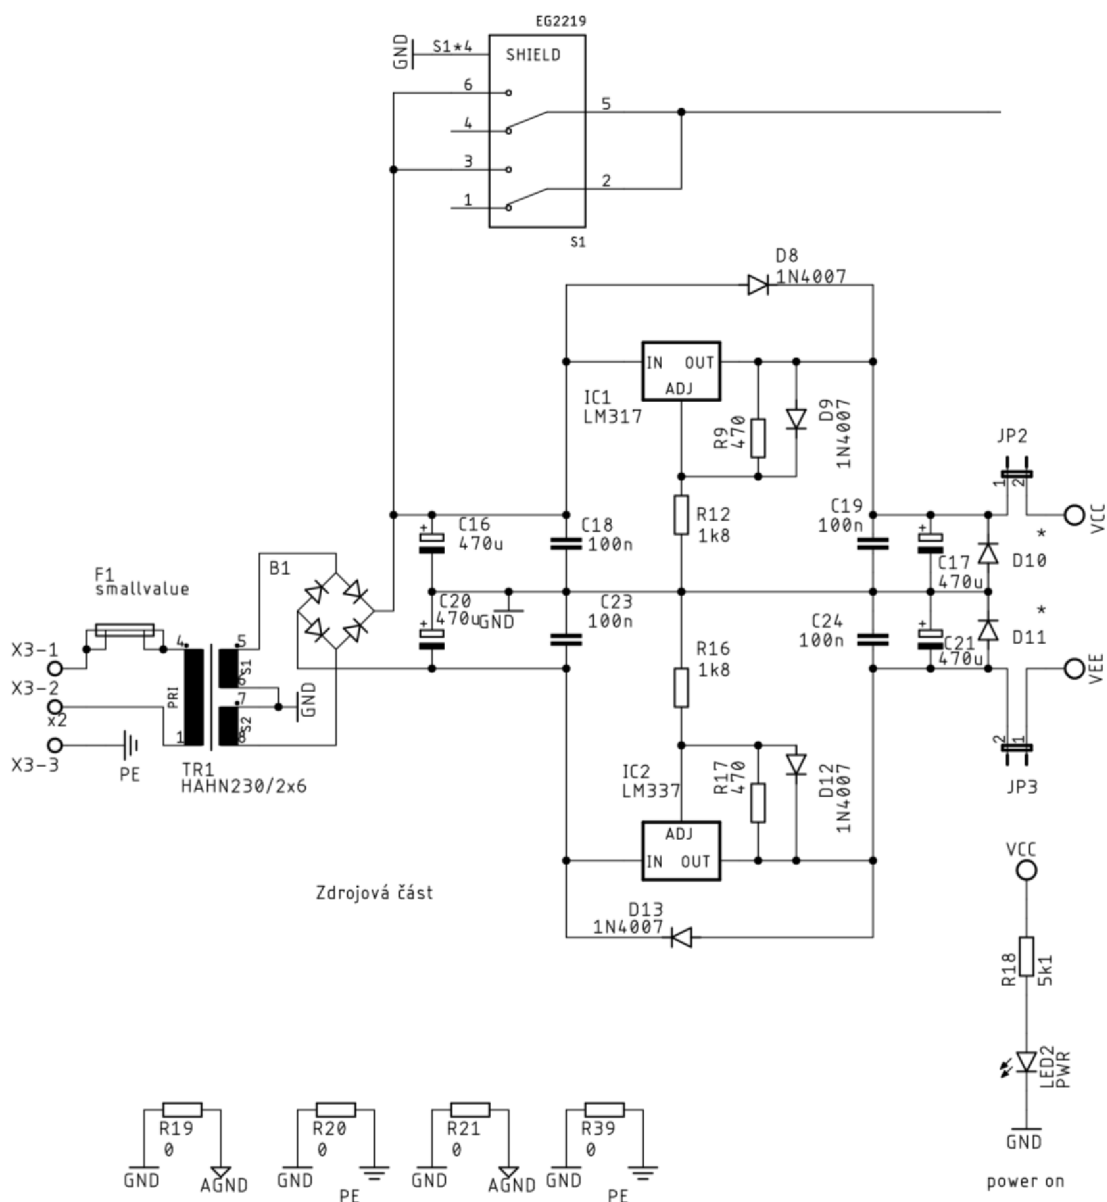 EG2219
GND
S1*4
SHIELD
6
5
4
3
2
1
S1
D8
1N4007
IN OUT
ADJ
IC1
LM317
R9
470
D9
1N4007
JP2
1
2
VCC
C16
470u
C18
100n
R12
1k8
C19
100n
C17
470u
*
D10
F1
smallvalue
B1
C20
470u
GND
C23
100n
R16
1k8
C24
100n
C21
470u
*
D11
VEE
X3-1
X3-2
x2
X3-3
PE
4
PRI
1
5
S1
6
7
S2
8
GND
TR1
HAHN230/2x6
IC2
LM337
R17
470
D12
1N4007
ADJ
IN OUT
2
1
JP3
D13
1N4007
Zdrojová část
VCC
R18
5k1
LED2
PWR
GND
power on
R19
0
GND
AGND
R20
0
GND
PE
R21
0
GND
AGND
R39
0
GND
PE